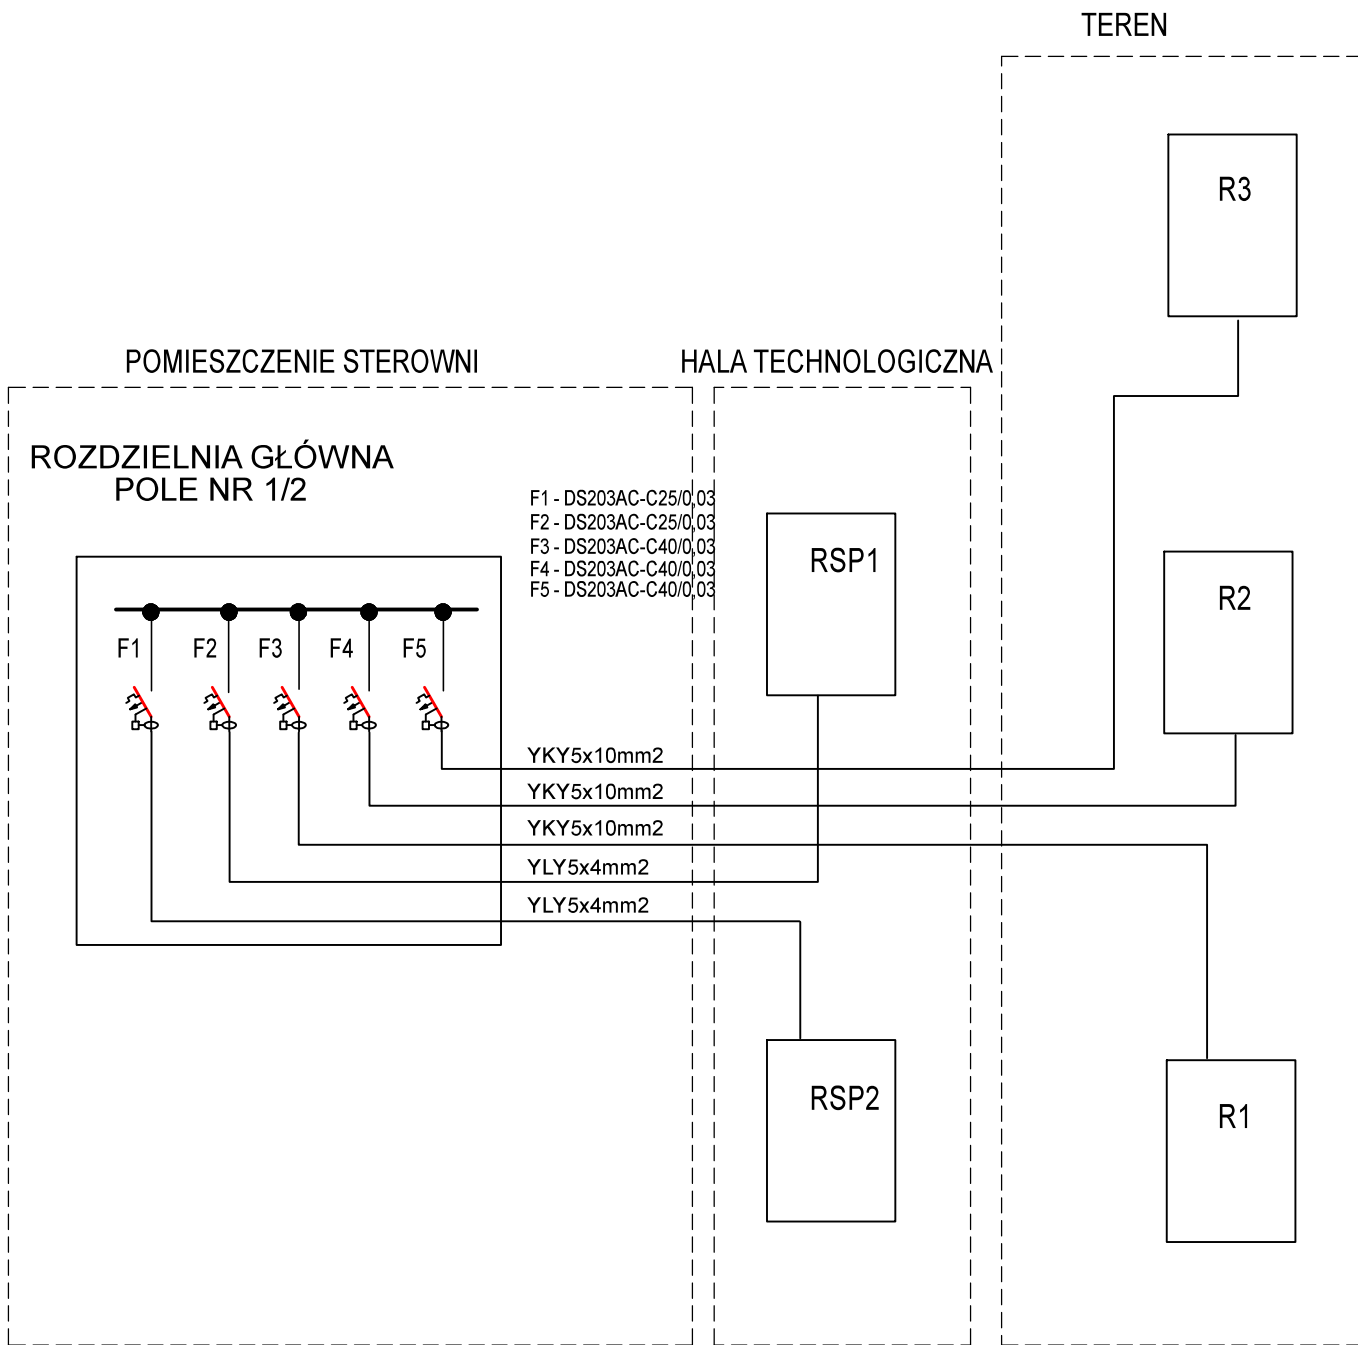 TEREN
R3
POMIESZCZENIE STEROWNI
HALA TECHNOLOGICZNA
ROZDZIELNIA GŁÓWNA
POLE NR 1/2
F1 - DS203AC-C25/0,03
F2 - DS203AC-C25/0,03
F3 - DS203AC-C40/0,03
F4 - DS203AC-C40/0,03
F5 - DS203AC-C40/0,03
RSP1
R2
F1 F2 F3 F4 F5
YKY5x10mm2
YKY5x10mm2
YKY5x10mm2
YLY5x4mm2
YLY5x4mm2
RSP2
R1